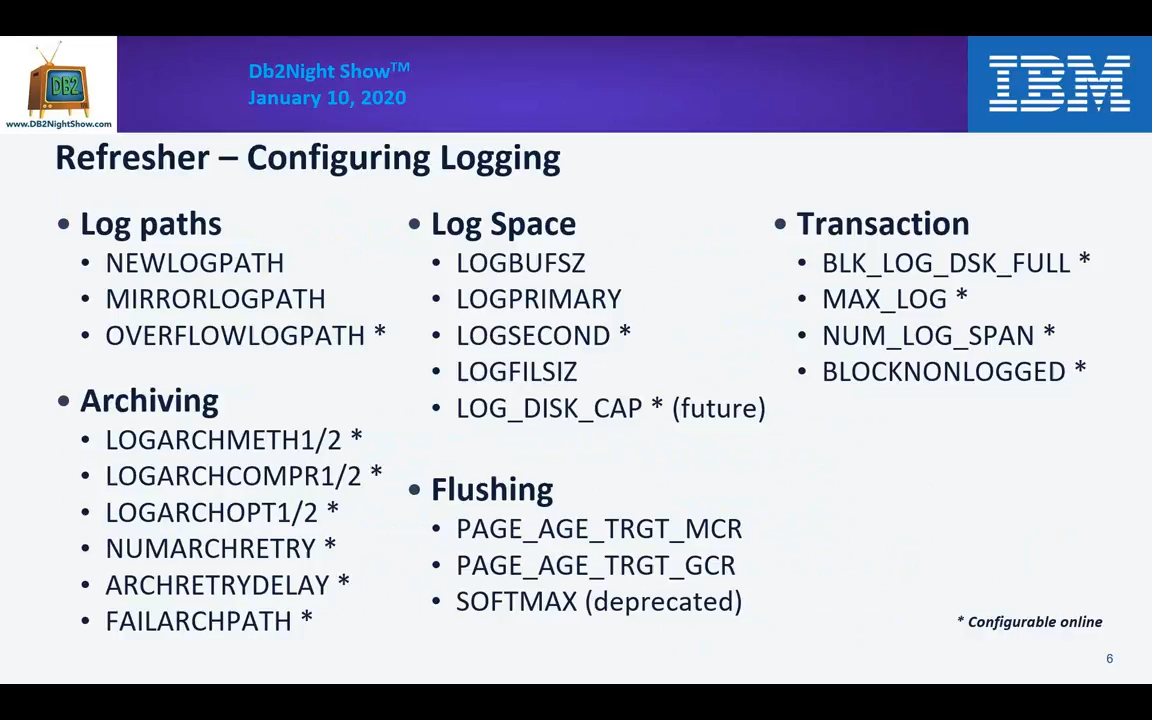 Db2Night Show™
January 10, 2020
DB2
www.DB2NightShow.com
IBM
Refresher – Configuring Logging
• Log paths
• NEWLOGPATH
• MIRRORLOGPATH
• OVERFLOWLOGPATH *
• Archiving
• LOGARCHMETH1/2 *
• LOGARCHCOMPR1/2 *
• LOGARCHOPT1/2 *
• NUMARCHRETRY *
• ARCHRETRYDELAY *
• FAILARCHPATH *
• Log Space
• LOGBUFSZ
• LOGPRIMARY
• LOGSECOND *
• LOGFILSIZ
• LOG_DISK_CAP * (future)
• Flushing
• PAGE_AGE_TRGT_MCR
• PAGE_AGE_TRGT_GCR
• SOFTMAX (deprecated)
• Transaction
• BLK_LOG_DSK_FULL *
• MAX_LOG *
• NUM_LOG_SPAN *
• BLOCKNONLOGGED *
* Configurable online
6